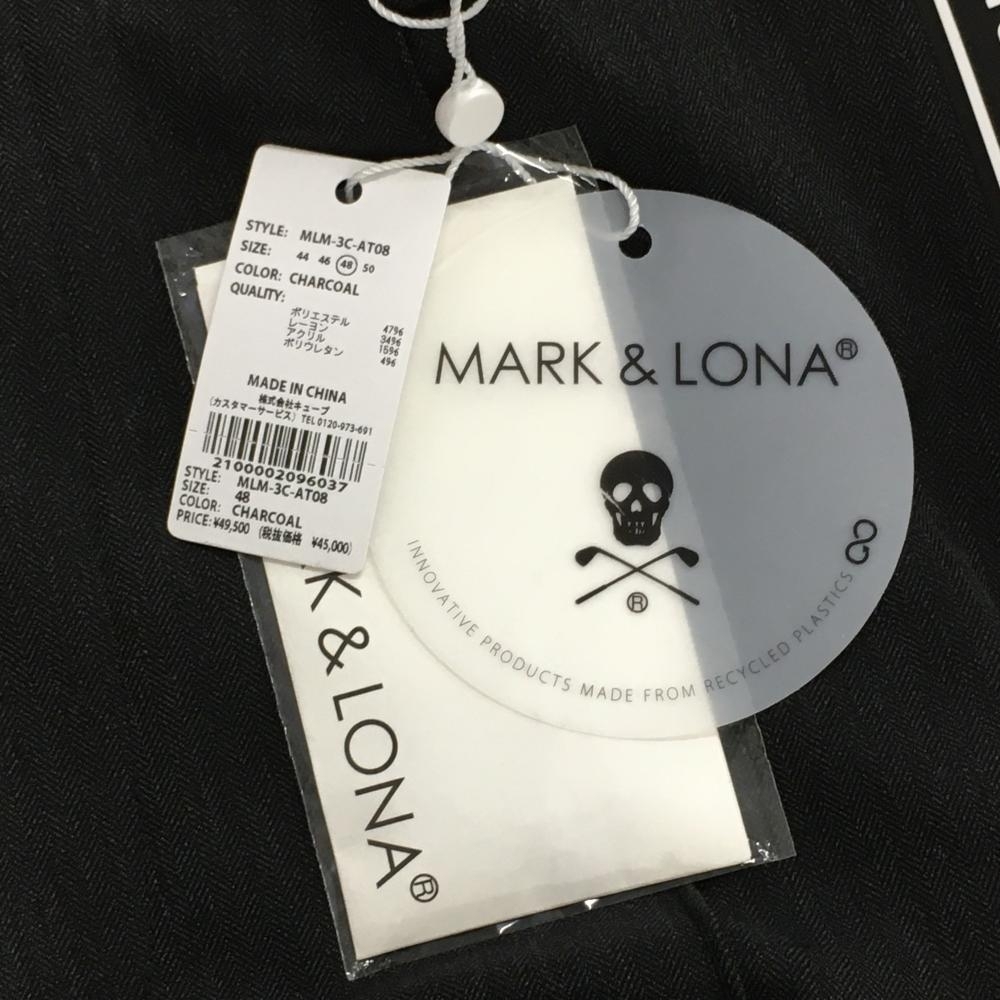 STYLE: MLM-3C-AT08
SIZE: 44 46 48 50
COLOR: CHARCOAL
QUALITY:
ポリエステル 47%
レーヨン 34%
アクリル 15%
ポリウレタン 4%
MADE IN CHINA
株式会社キューブ
(カスタマーサービス) TEL 0120-973-691
2100002096037
STYLE: MLM-3C-AT08
SIZE: 48
COLOR: CHARCOAL
PRICE: ¥49,500 (税抜価格 ¥45,000)
MARK & LONA®
®
INNOVATIVE PRODUCTS MADE FROM RECYCLED PLASTICS
K & LONA®